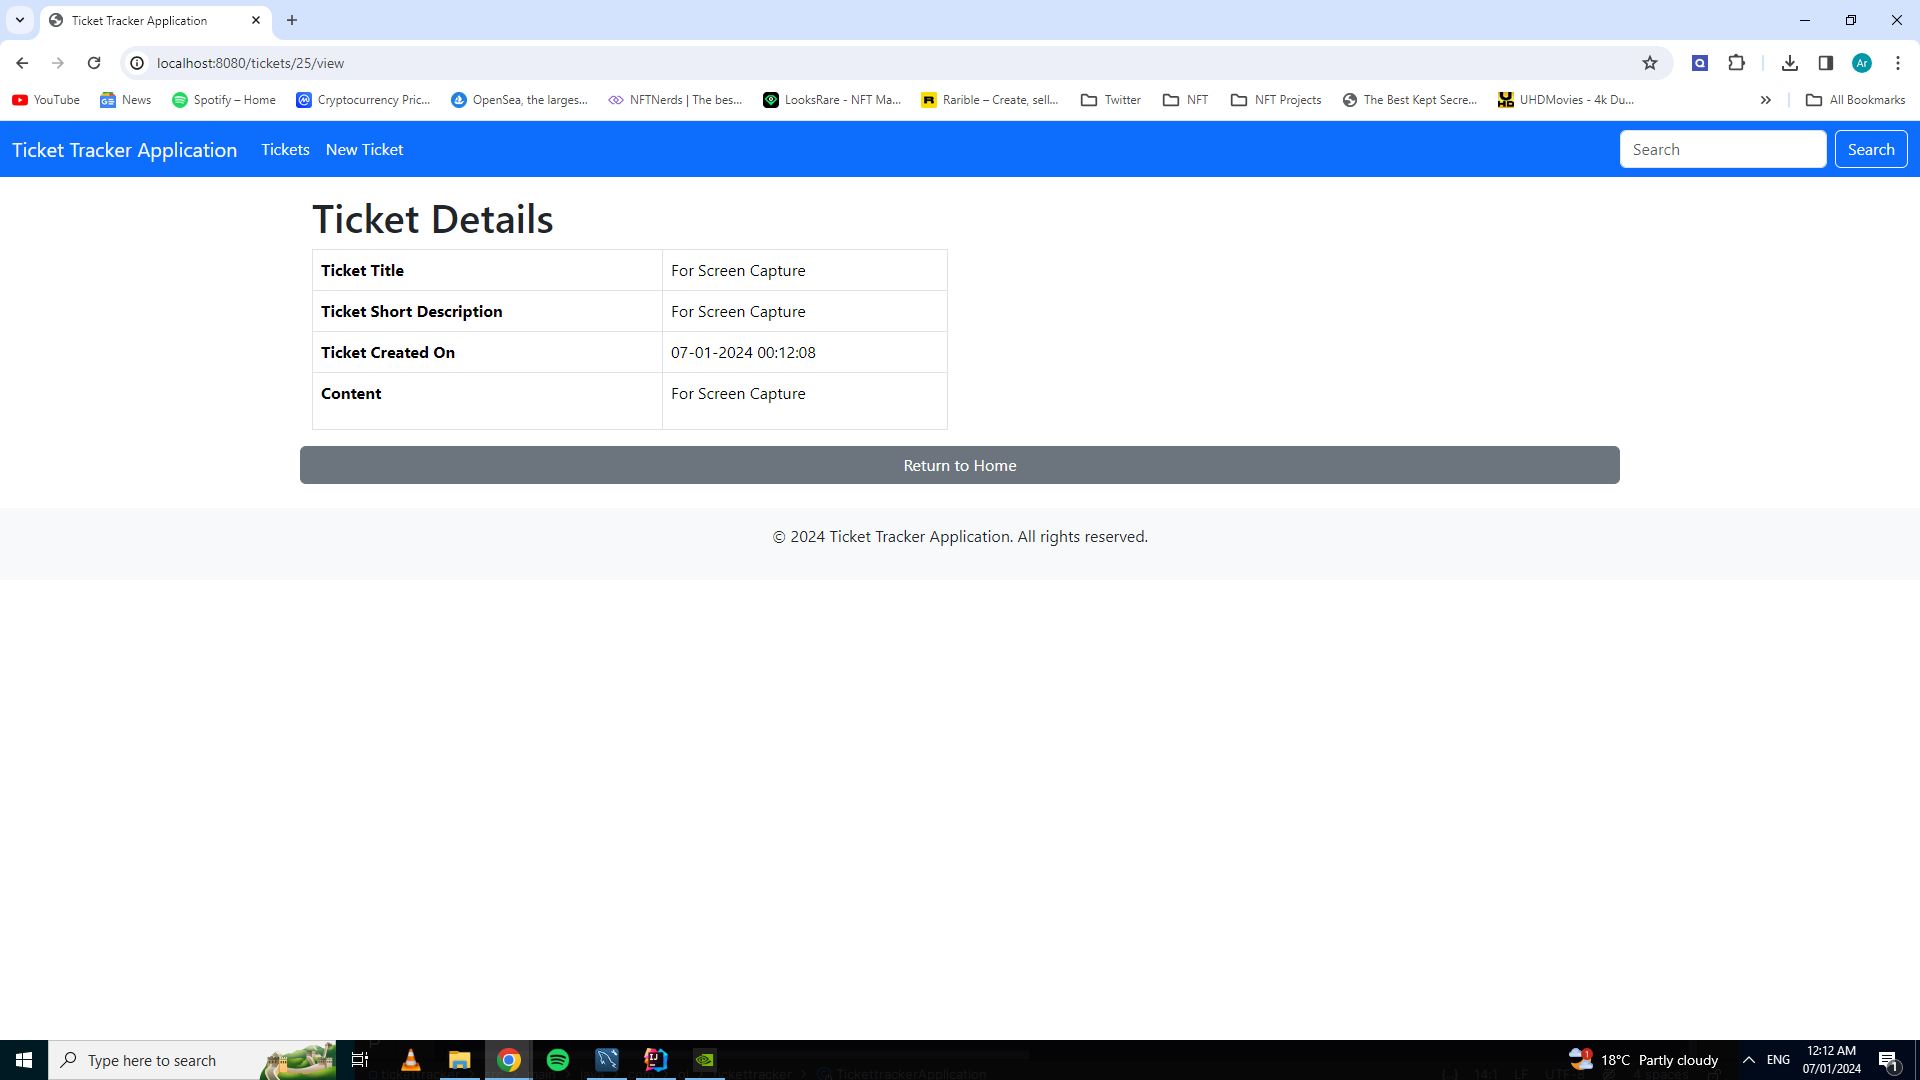 Ticket Tracker Application
localhost:8080/tickets/25/view
Ar
YouTube News Spotify – Home Cryptocurrency Pric... OpenSea, the larges... NFTNerds | The bes... LooksRare - NFT Ma... Rarible – Create, sell... Twitter NFT NFT Projects The Best Kept Secre... UHDMovies - 4k Du... All Bookmarks
Ticket Tracker Application Tickets New Ticket Search Search
Ticket Details
Ticket Title For Screen Capture
Ticket Short Description For Screen Capture
Ticket Created On 07-01-2024 00:12:08
Content For Screen Capture
Return to Home
© 2024 Ticket Tracker Application. All rights reserved.
Type here to search
18°C Partly cloudy
ENG
12:12 AM
07/01/2024
1